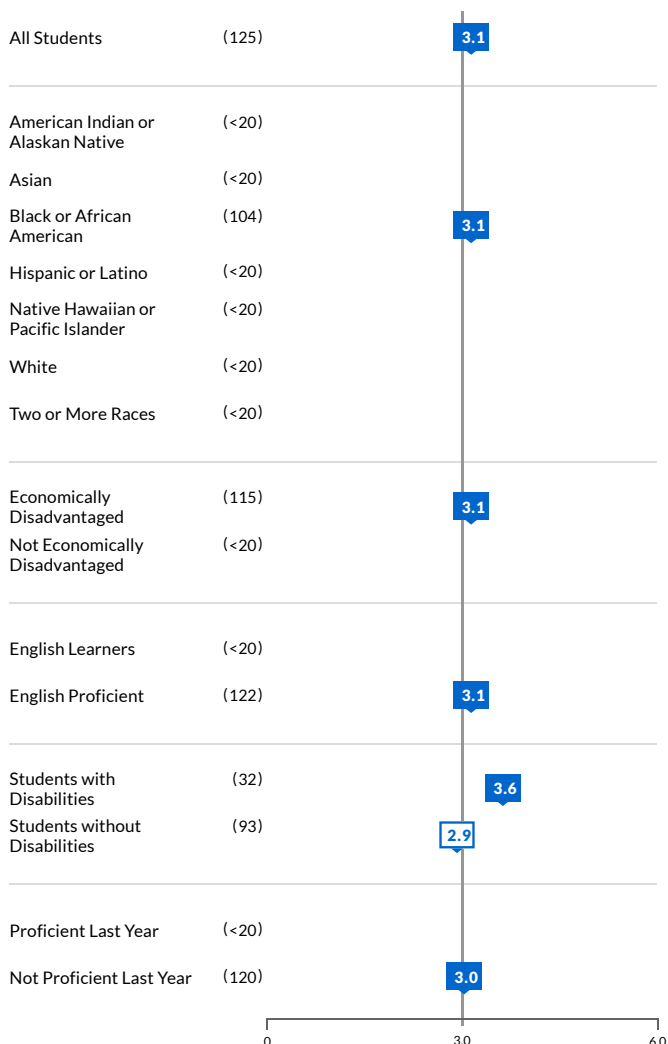 All Students (125) 3.1
American Indian or (<20)
Alaskan Native
Asian (<20)
Black or African (104) 3.1
American
Hispanic or Latino (<20)
Native Hawaiian or (<20)
Pacific Islander
White (<20)
Two or More Races (<20)
Economically (115) 3.1
Disadvantaged
Not Economically (<20)
Disadvantaged
English Learners (<20)
English Proficient (122) 3.1
Students with (32) 3.6
Disabilities
Students without (93) 2.9
Disabilities
Proficient Last Year (<20)
Not Proficient Last Year (120) 3.0
0 3.0 6.0